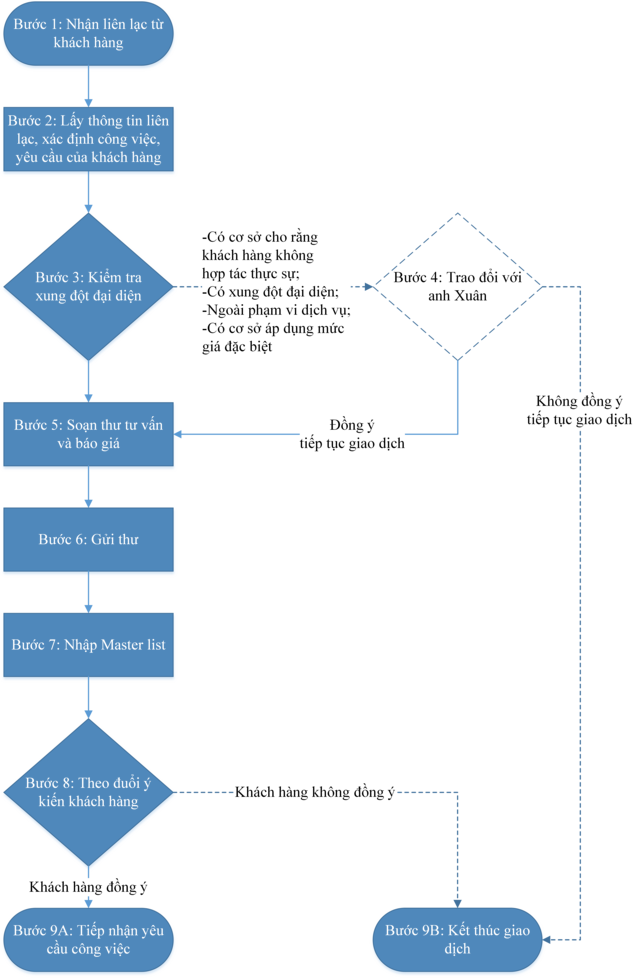 Bước 1: Nhận liên lạc từ
khách hàng
Bước 2: Lấy thông tin liên
lạc, xác định công việc,
yêu cầu của khách hàng
Bước 3: Kiểm tra
xung đột đại diện
-Có cơ sở cho rằng
khách hàng không
hợp tác thực sự;
-Có xung đột đại diện;
-Ngoài phạm vi dịch vụ;
-Có cơ sở áp dụng mức
giá đặc biệt
Bước 4: Trao đổi với
anh Xuân
Không đồng ý
tiếp tục giao dịch
Đồng ý
tiếp tục giao dịch
Bước 5: Soạn thư tư vấn
và báo giá
Bước 6: Gửi thư
Bước 7: Nhập Master list
Bước 8: Theo đuổi ý
kiến khách hàng
Khách hàng không đồng ý
Khách hàng đồng ý
Bước 9A: Tiếp nhận yêu
cầu công việc
Bước 9B: Kết thúc giao
dịch